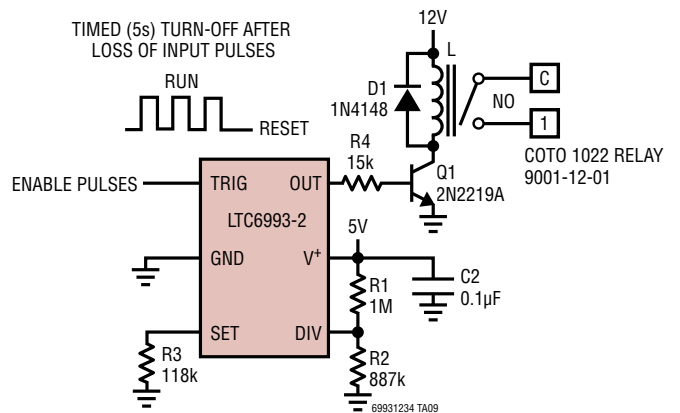 TIMED (5s) TURN-OFF AFTER
LOSS OF INPUT PULSES
RUN
RESET
12V
L
D1
1N4148
C
NO
1
COTO 1022 RELAY
9001-12-01
R4
15k
Q1
2N2219A
ENABLE PULSES
TRIG
OUT
LTC6993-2
5V
GND
V+
R1
1M
C2
0.1µF
SET
DIV
R3
118k
R2
887k
69931234 TA09